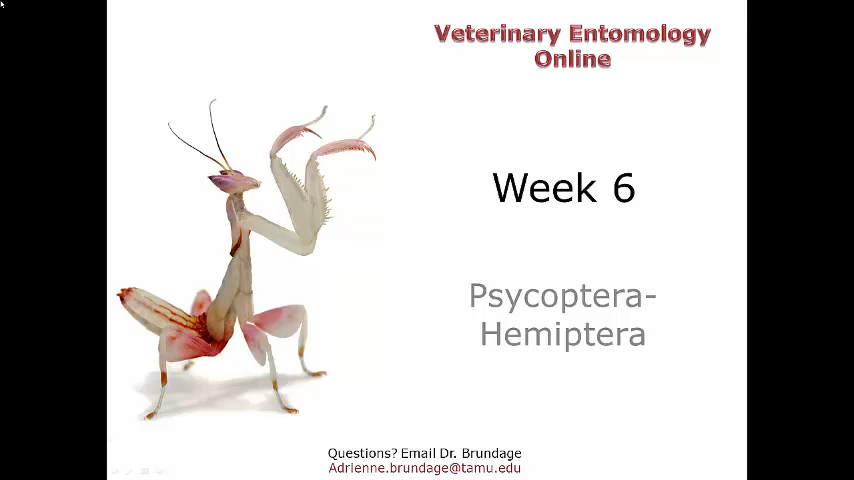 Veterinary Entomology
Online
Week 6
Psycoptera-
Hemiptera
Questions? Email Dr. Brundage
Adrienne.brundage@tamu.edu